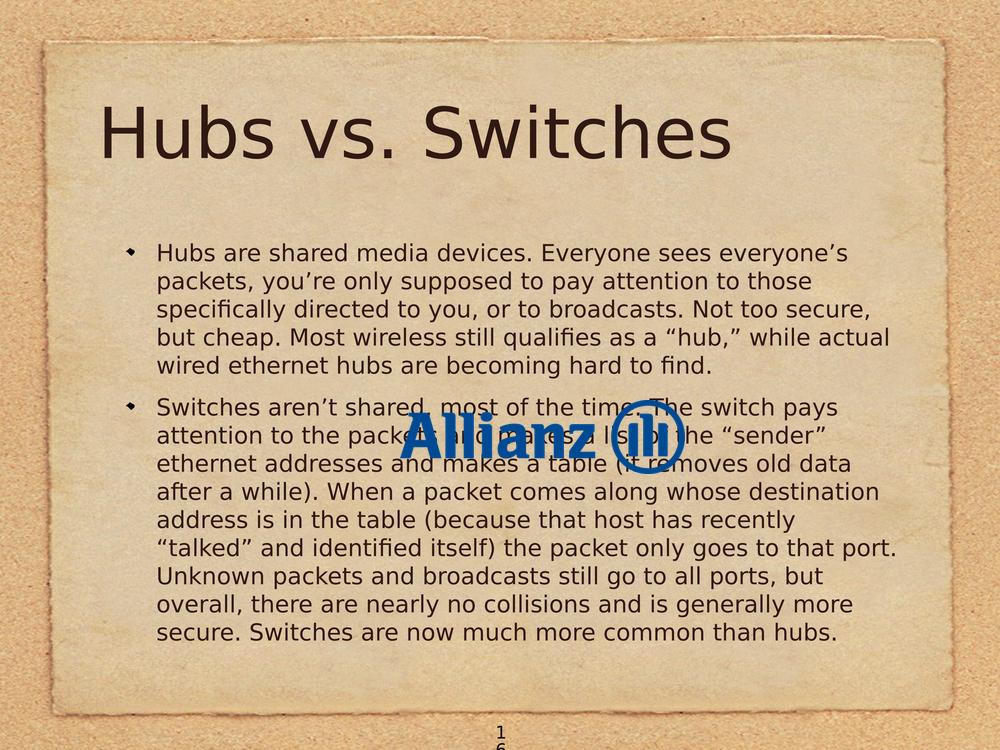 Hubs vs. Switches
Hubs are shared media devices. Everyone sees everyone’s
packets, you’re only supposed to pay attention to those
specifically directed to you, or to broadcasts. Not too secure,
but cheap. Most wireless still qualifies as a “hub,” while actual
wired ethernet hubs are becoming hard to find.
Switches aren’t shared, most of the time. The switch pays
attention to the packets and makes a list of the “sender”
Allianz
ethernet addresses and makes a table (it removes old data
after a while). When a packet comes along whose destination
address is in the table (because that host has recently
“talked” and identified itself) the packet only goes to that port.
Unknown packets and broadcasts still go to all ports, but
overall, there are nearly no collisions and is generally more
secure. Switches are now much more common than hubs.
1
6